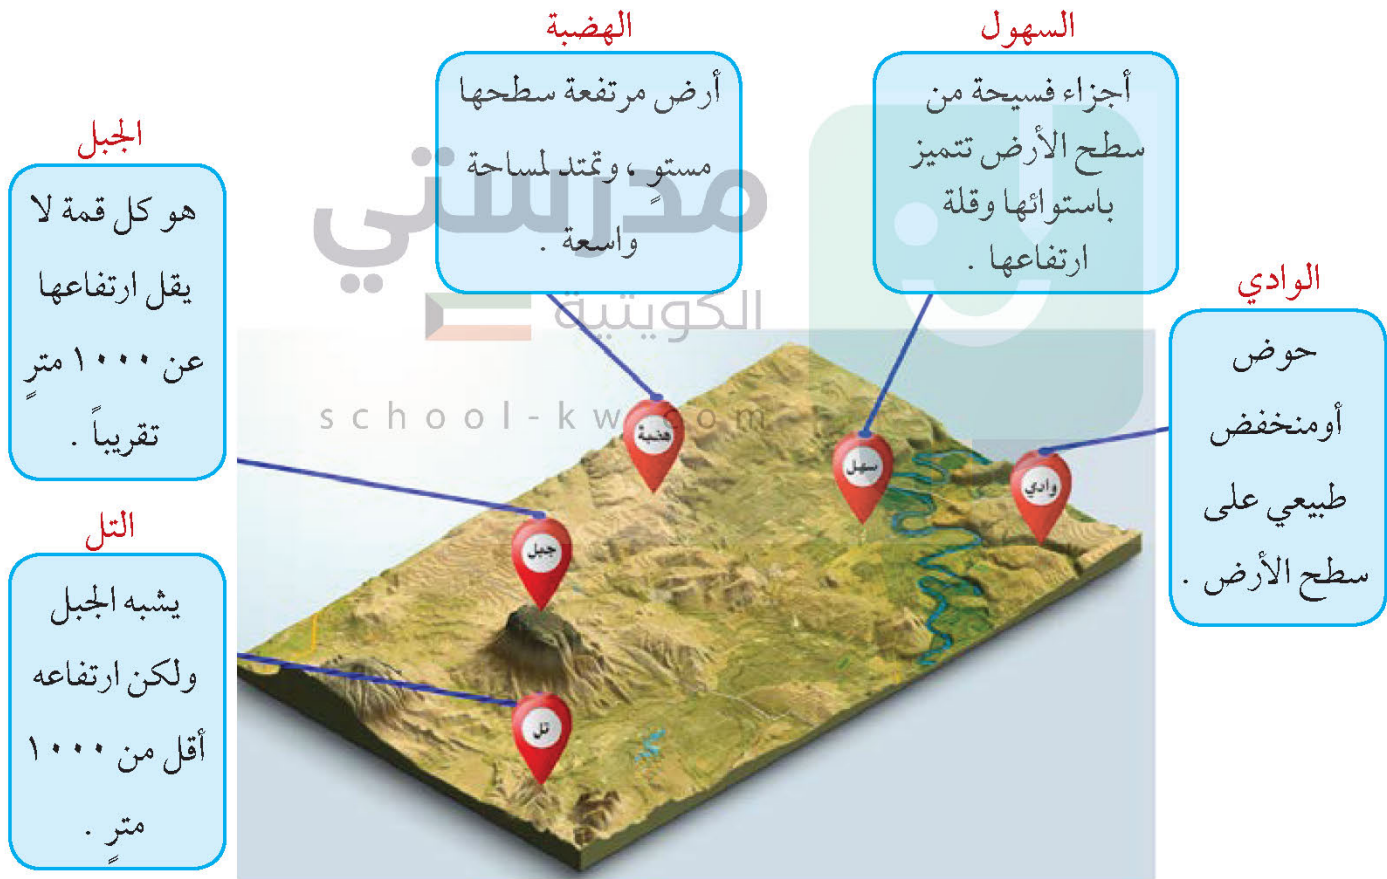 السهول
أجزاء فسيحة من
سطح الأرض تتميز
باستوائها وقلة
ارتفاعها .
الهضبة
أرض مرتفعة سطحها
مستوٍ ، وتمتد لمساحة
واسعة .
الجبل
هو كل قمة لا
يقل ارتفاعها
عن ١٠٠٠ مترٍ
تقريباً .
الوادي
حوض
أومنخفض
طبيعي على
سطح الأرض .
التل
يشبه الجبل
ولكن ارتفاعه
أقل من ١٠٠٠
مترٍ .
مدرستي
الكويتية
school-kw.com
هضبة
سهل
وادي
جبل
تل